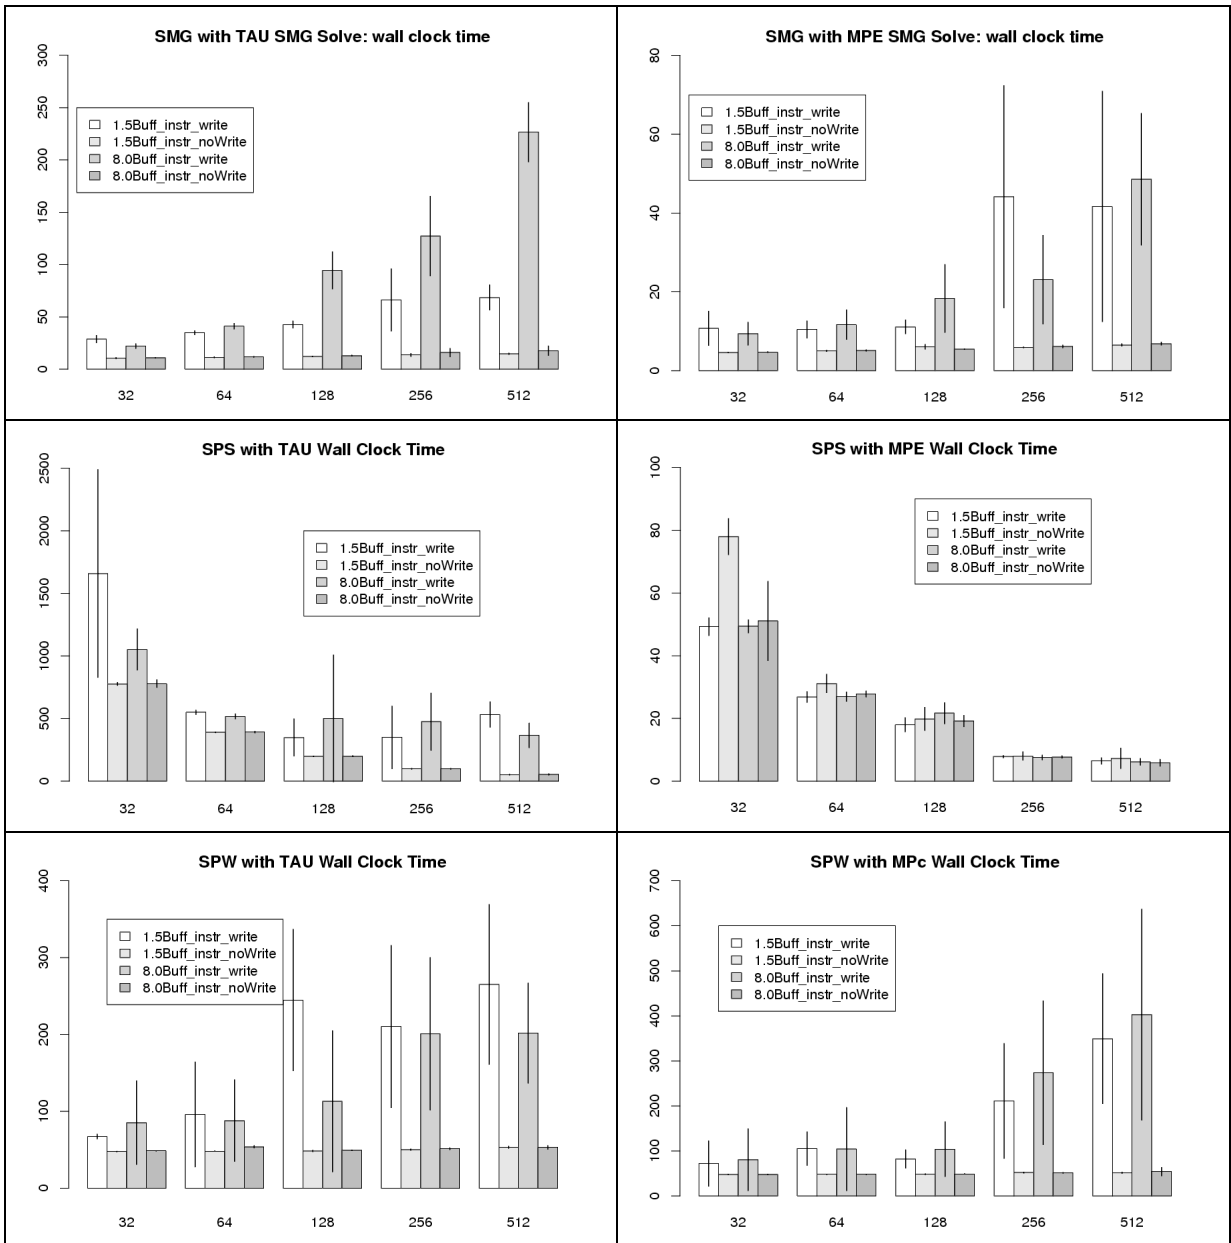 SMG with TAU SMG Solve: wall clock time
300
250
200
150
100
50
0
1.5Buff_instr_write
1.5Buff_instr_noWrite
8.0Buff_instr_write
8.0Buff_instr_noWrite
32 64 128 256 512
SMG with MPE SMG Solve: wall clock time
80
60
40
20
0
1.5Buff_instr_write
1.5Buff_instr_noWrite
8.0Buff_instr_write
8.0Buff_instr_noWrite
32 64 128 256 512
SPS with TAU Wall Clock Time
2500
2000
1500
1000
500
0
1.5Buff_instr_write
1.5Buff_instr_noWrite
8.0Buff_instr_write
8.0Buff_instr_noWrite
32 64 128 256 512
SPS with MPE Wall Clock Time
100
80
60
40
20
0
1.5Buff_instr_write
1.5Buff_instr_noWrite
8.0Buff_instr_write
8.0Buff_instr_noWrite
32 64 128 256 512
SPW with TAU Wall Clock Time
400
300
200
100
0
1.5Buff_instr_write
1.5Buff_instr_noWrite
8.0Buff_instr_write
8.0Buff_instr_noWrite
32 64 128 256 512
SPW with MPc Wall Clock Time
700
600
500
400
300
200
100
0
1.5Buff_instr_write
1.5Buff_instr_noWrite
8.0Buff_instr_write
8.0Buff_instr_noWrite
32 64 128 256 512